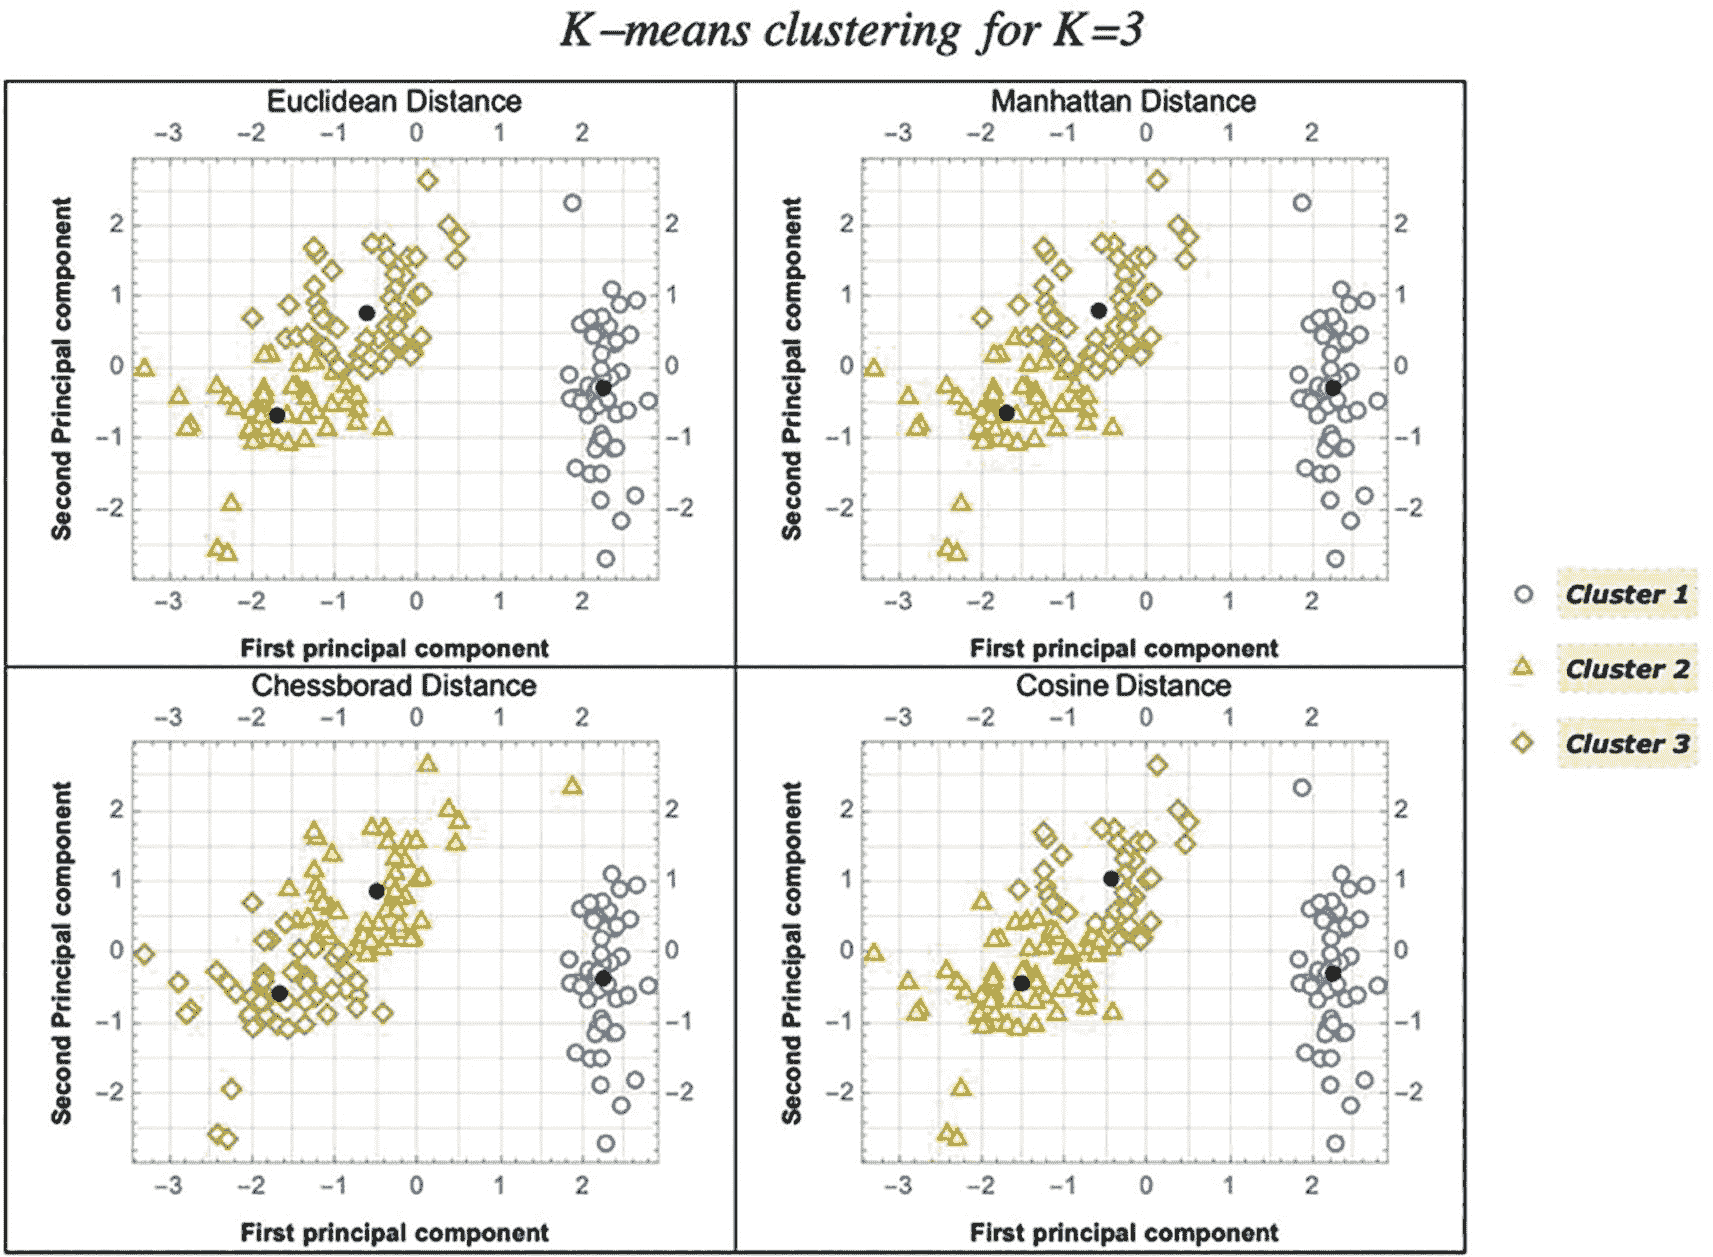 K-means clustering for K=3
Euclidean Distance
−3 −2 −1 0 1 2
Second Principal component
2 2
1 1
0 0
−1 −1
−2 −2
−3 −2 −1 0 1 2
First principal component
Manhattan Distance
−3 −2 −1 0 1 2
Second Principal component
2 2
1 1
0 0
−1 −1
−2 −2
−3 −2 −1 0 1 2
First principal component
Chessborad Distance
−3 −2 −1 0 1 2
Second Principal component
2 2
1 1
0 0
−1 −1
−2 −2
−3 −2 −1 0 1 2
First principal component
Cosine Distance
−3 −2 −1 0 1 2
Second Principal component
2 2
1 1
0 0
−1 −1
−2 −2
−3 −2 −1 0 1 2
First principal component
Cluster 1
Cluster 2
Cluster 3